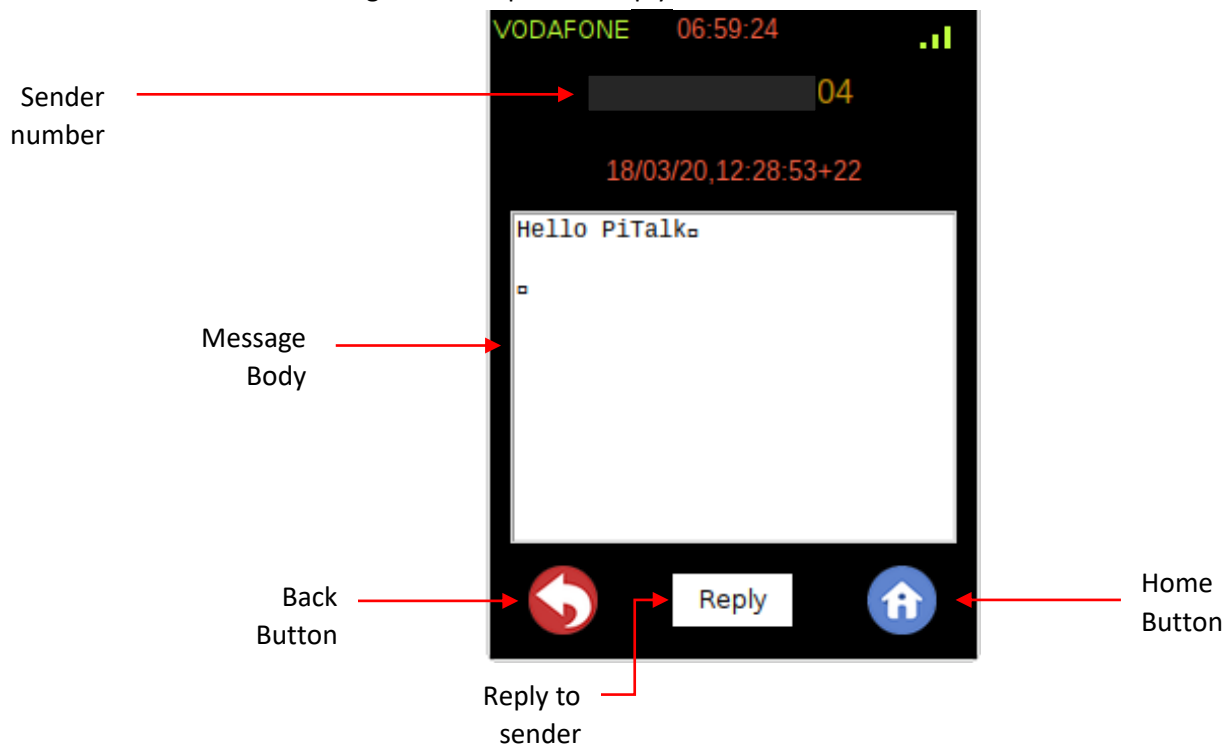 VODAFONE 06:59:24
Sender
number
04
18/03/20,12:28:53+22
Hello PiTalk
Message
Body
Back
Button
Reply
Home
Button
Reply to
sender